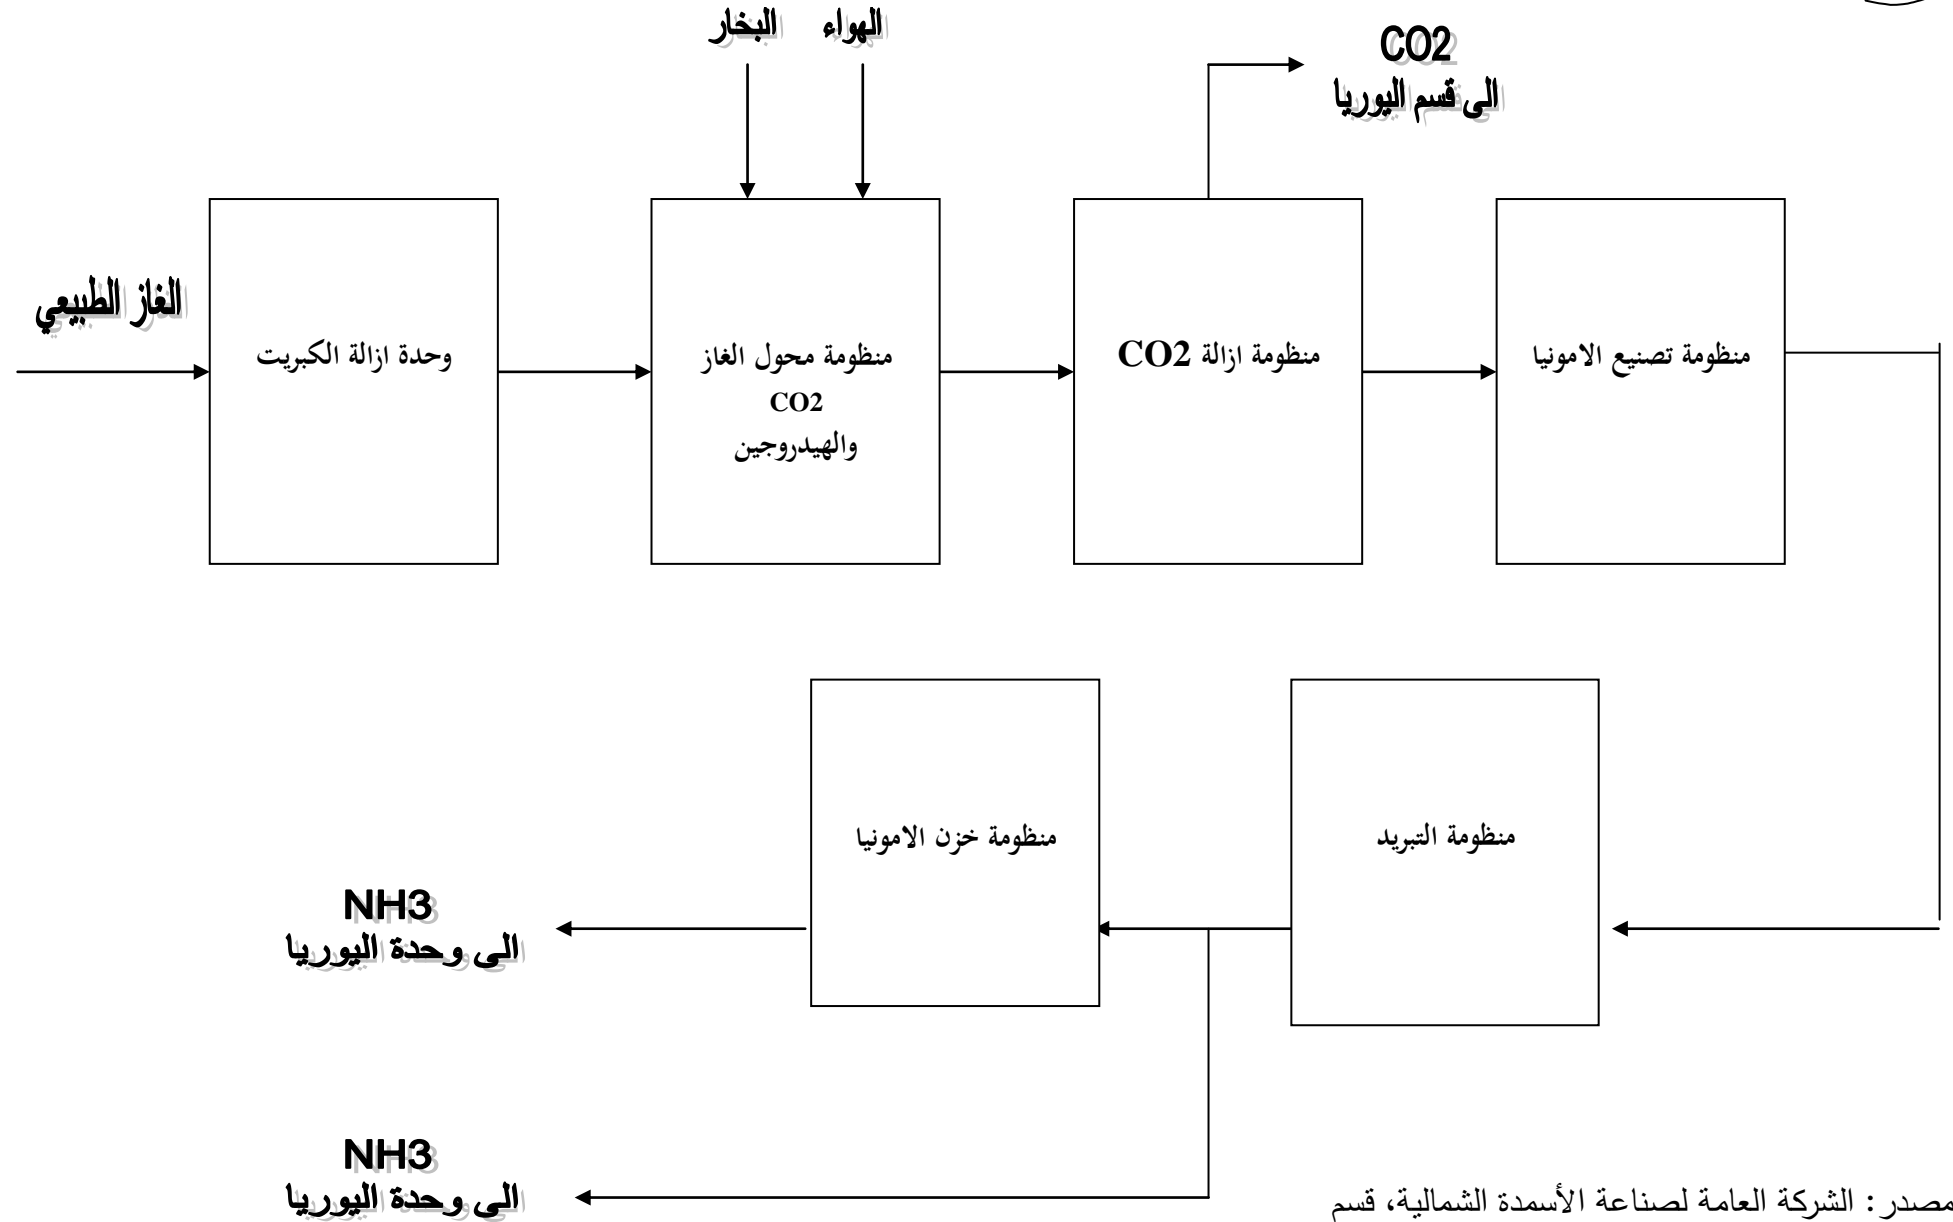 البخار
الهواء
CO2
الى قسم اليوريا
الغاز الطبيعي
وحدة ازالة الكبريت
منظومة محول الغاز
CO2
والهيدروجين
منظومة ازالة CO2
منظومة تصنيع الامونيا
منظومة خزن الامونيا
منظومة التبريد
NH3
الى وحدة اليوريا
NH3
الى وحدة اليوريا
مصدر: الشركة العامة لصناعة الأسمدة الشمالية، قسم